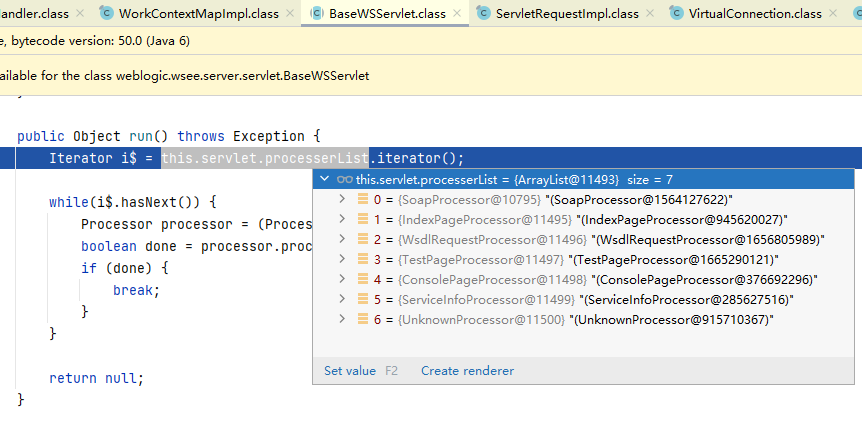 Handler.class WorkContextMapImpl.class BaseWSServlet.class ServletRequestImpl.class VirtualConnection.class
e, bytecode version: 50.0 (Java 6)
ailable for the class weblogic.wsee.server.servlet.BaseWSServlet
public Object run() throws Exception {
Iterator i$ = this.servlet.processerList.iterator();
this.servlet.processerList = {ArrayList@11493} size = 7
0 = {SoapProcessor@10795} "(SoapProcessor@1564127622)"
while(i$.hasNext()) {
1 = {IndexPageProcessor@11495} "(IndexPageProcessor@945620027)"
Processor processor = (Proces
2 = {WsdlRequestProcessor@11496} "(WsdlRequestProcessor@1656805989)"
boolean done = processor.proc
3 = {TestPageProcessor@11497} "(TestPageProcessor@1665290121)"
if (done) {
4 = {ConsolePageProcessor@11498} "(ConsolePageProcessor@376692296)"
break;
5 = {ServiceInfoProcessor@11499} "(ServiceInfoProcessor@285627516)"
}
6 = {UnknownProcessor@11500} "(UnknownProcessor@915710367)"
}
Set value F2 Create renderer
return null;
}